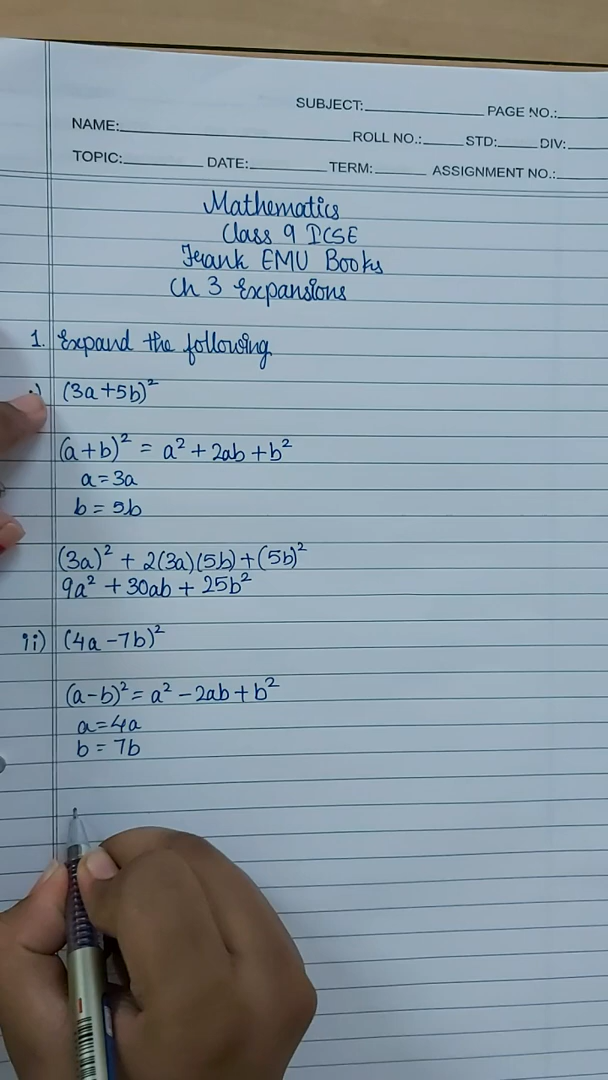 SUBJECT: PAGE NO.:
NAME: ROLL NO.: STD: DIV:
TOPIC: DATE: TERM: ASSIGNMENT NO.:
Mathematics
Class 9 ICSE
Frank EMU Books
Ch 3 Expansions
1. Expand the following
i) (3a+5b)²
(a+b)² = a² + 2ab + b²
a = 3a
b = 5b
(3a)² + 2(3a)(5b) + (5b)²
9a² + 30ab + 25b²
ii) (4a - 7b)²
(a-b)² = a² - 2ab + b²
a = 4a
b = 7b